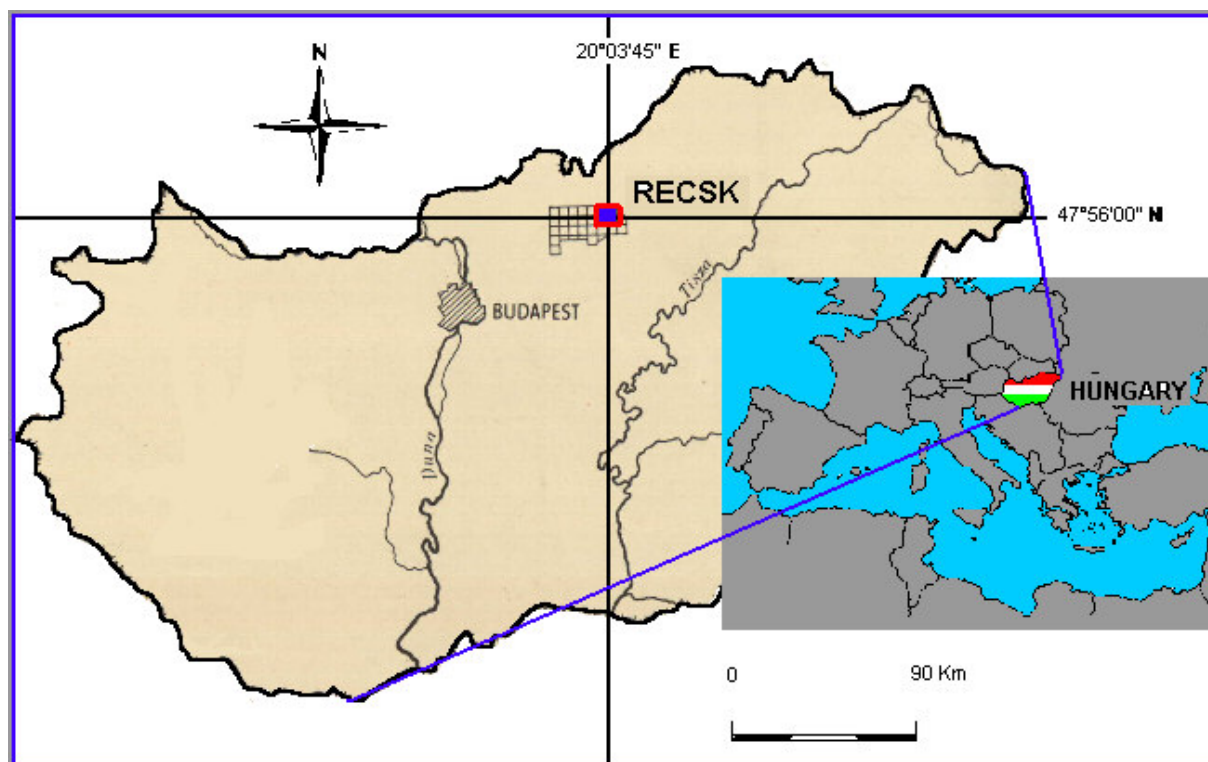 20°03'45" E
N
RECSK
47°56'00" N
Tisza
BUDAPEST
HUNGARY
Duna
0 90 Km